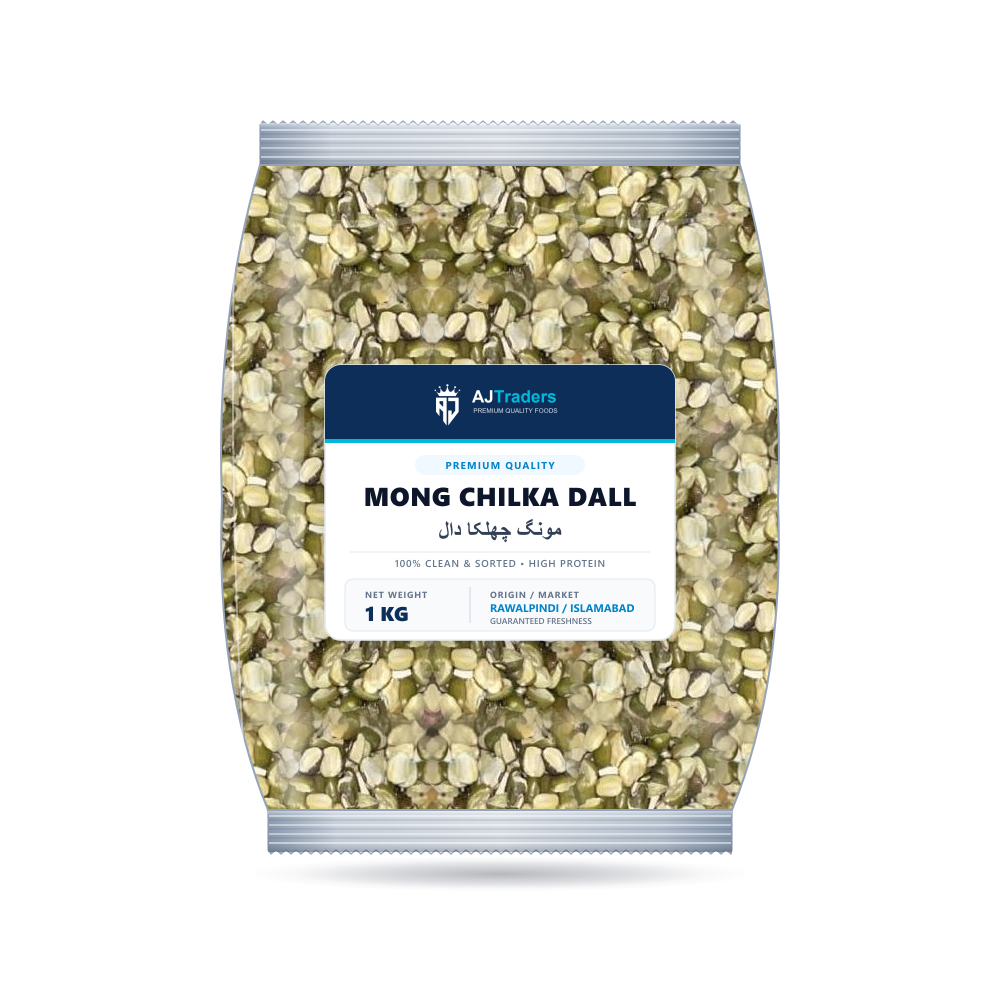 AJTraders
PREMIUM QUALITY FOODS
PREMIUM QUALITY
MONG CHILKA DALL
مونگ چھلکا دال
100% CLEAN & SORTED • HIGH PROTEIN
NET WEIGHT
1 KG
ORIGIN / MARKET
RAWALPINDI / ISLAMABAD
GUARANTEED FRESHNESS